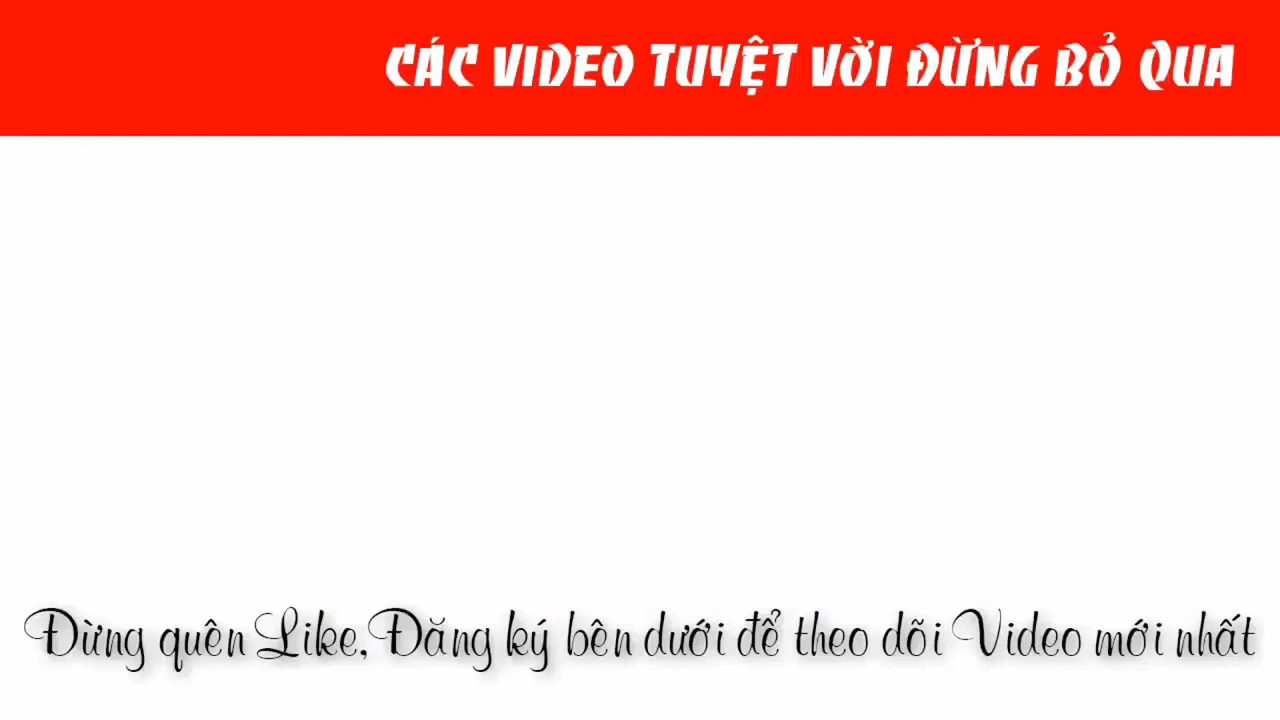 CÁC VIDEO TUYỆT VỜI ĐỪNG BỎ QUA
Đừng quên Like,Đăng ký bên dưới để theo dõi Video mới nhất